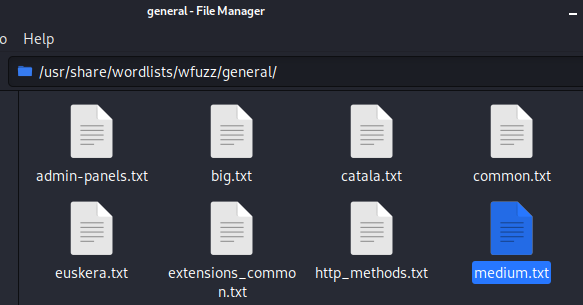 general - File Manager
o Help
/usr/share/wordlists/wfuzz/general/
admin-panels.txt big.txt catala.txt common.txt
euskera.txt extensions_commo http_methods.txt medium.txt
n.txt